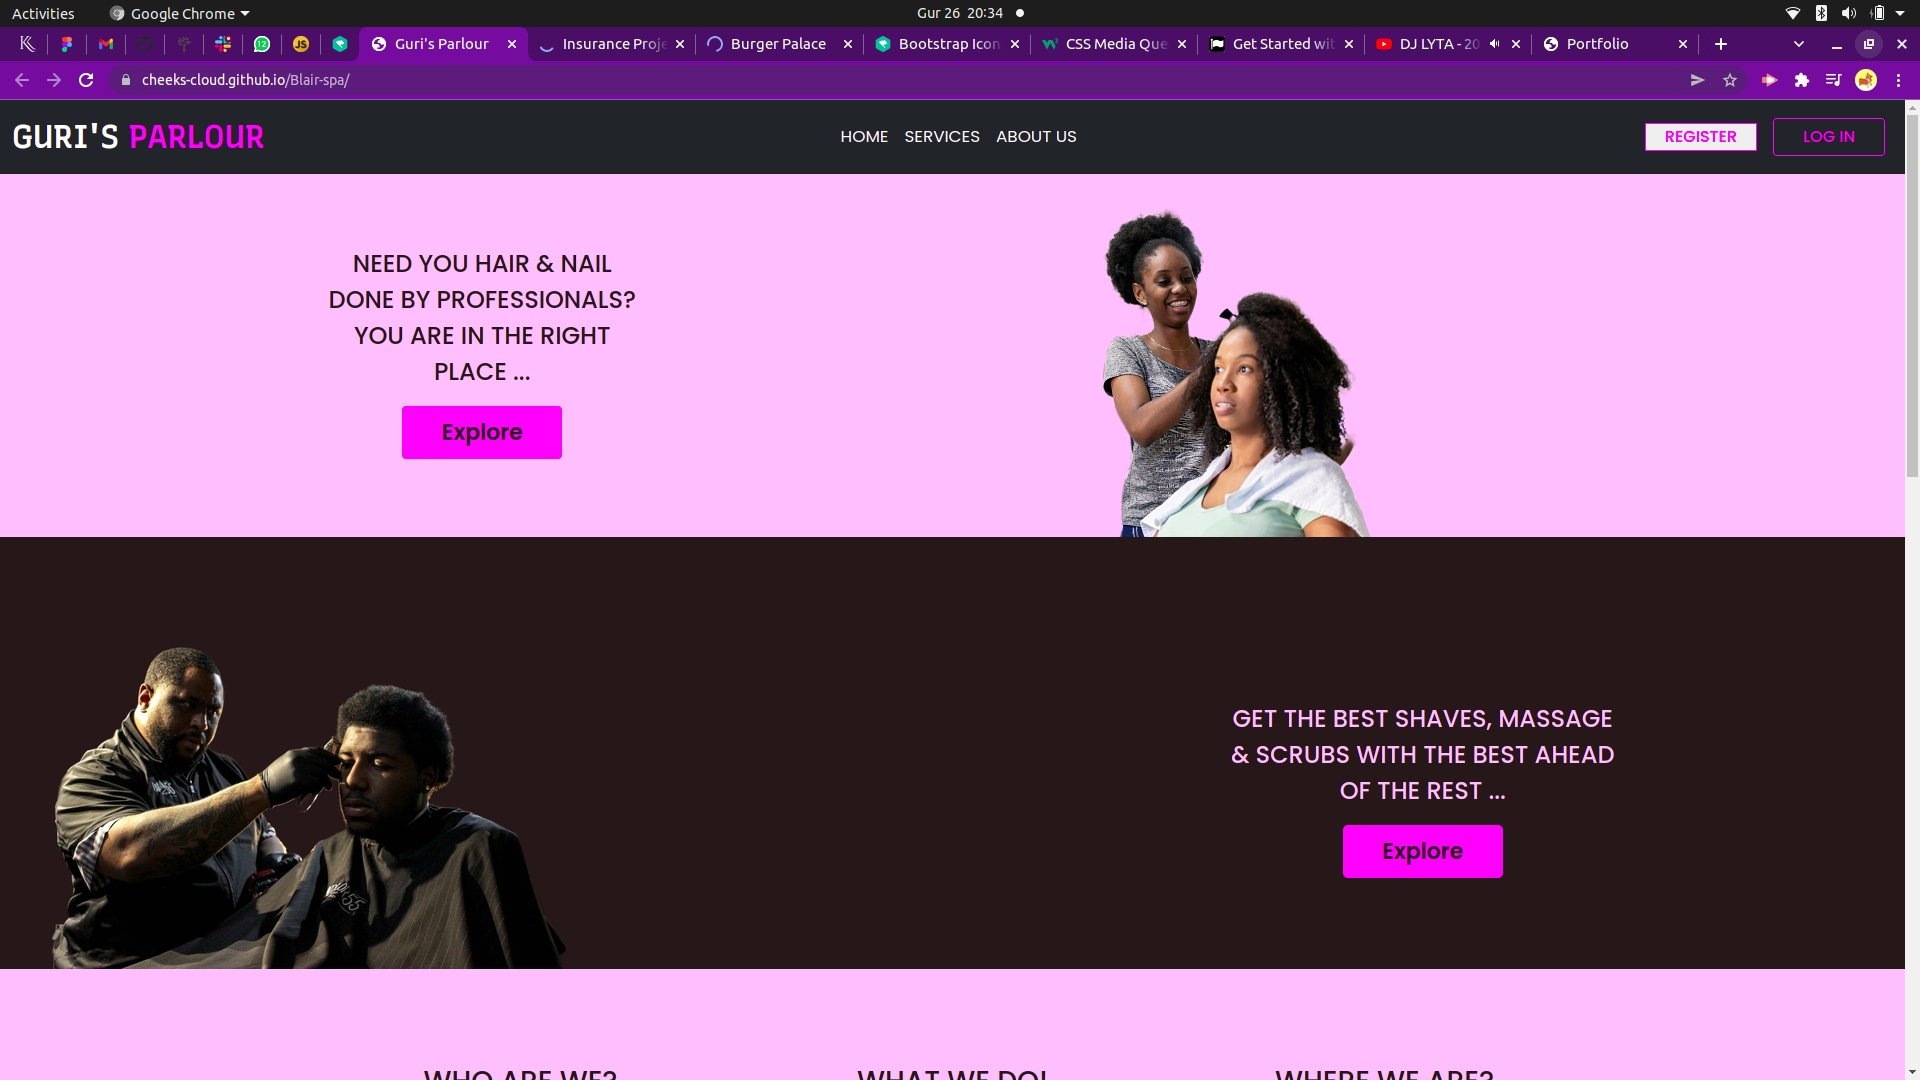 Activities
Google Chrome
Gur 26 20:34
12
JS
Guri's Parlour
Insurance Proje
Burger Palace
Bootstrap Icon
CSS Media Que
Get Started wit
DJ LYTA - 20
Portfolio
cheeks-cloud.github.io/Blair-spa/
GURI'S PARLOUR
HOME
SERVICES
ABOUT US
REGISTER
LOG IN
NEED YOU HAIR & NAIL
DONE BY PROFESSIONALS?
YOU ARE IN THE RIGHT
PLACE ...
Explore
GET THE BEST SHAVES, MASSAGE
& SCRUBS WITH THE BEST AHEAD
OF THE REST ...
Explore
WHO ARE WE?
WHAT WE DO!
WHERE WE ARE?